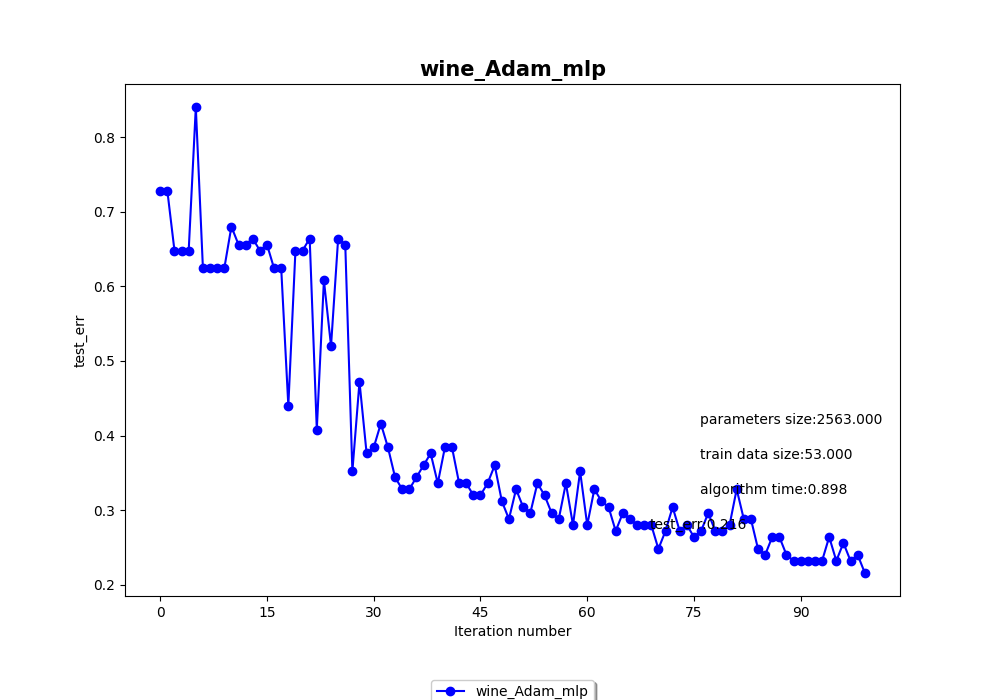 wine_Adam_mlp
test_err
0.8
0.7
0.6
0.5
0.4
0.3
0.2
parameters size:2563.000
train data size:53.000
algorithm time:0.898
test_err:0.216
0 15 30 45 60 75 90
Iteration number
wine_Adam_mlp